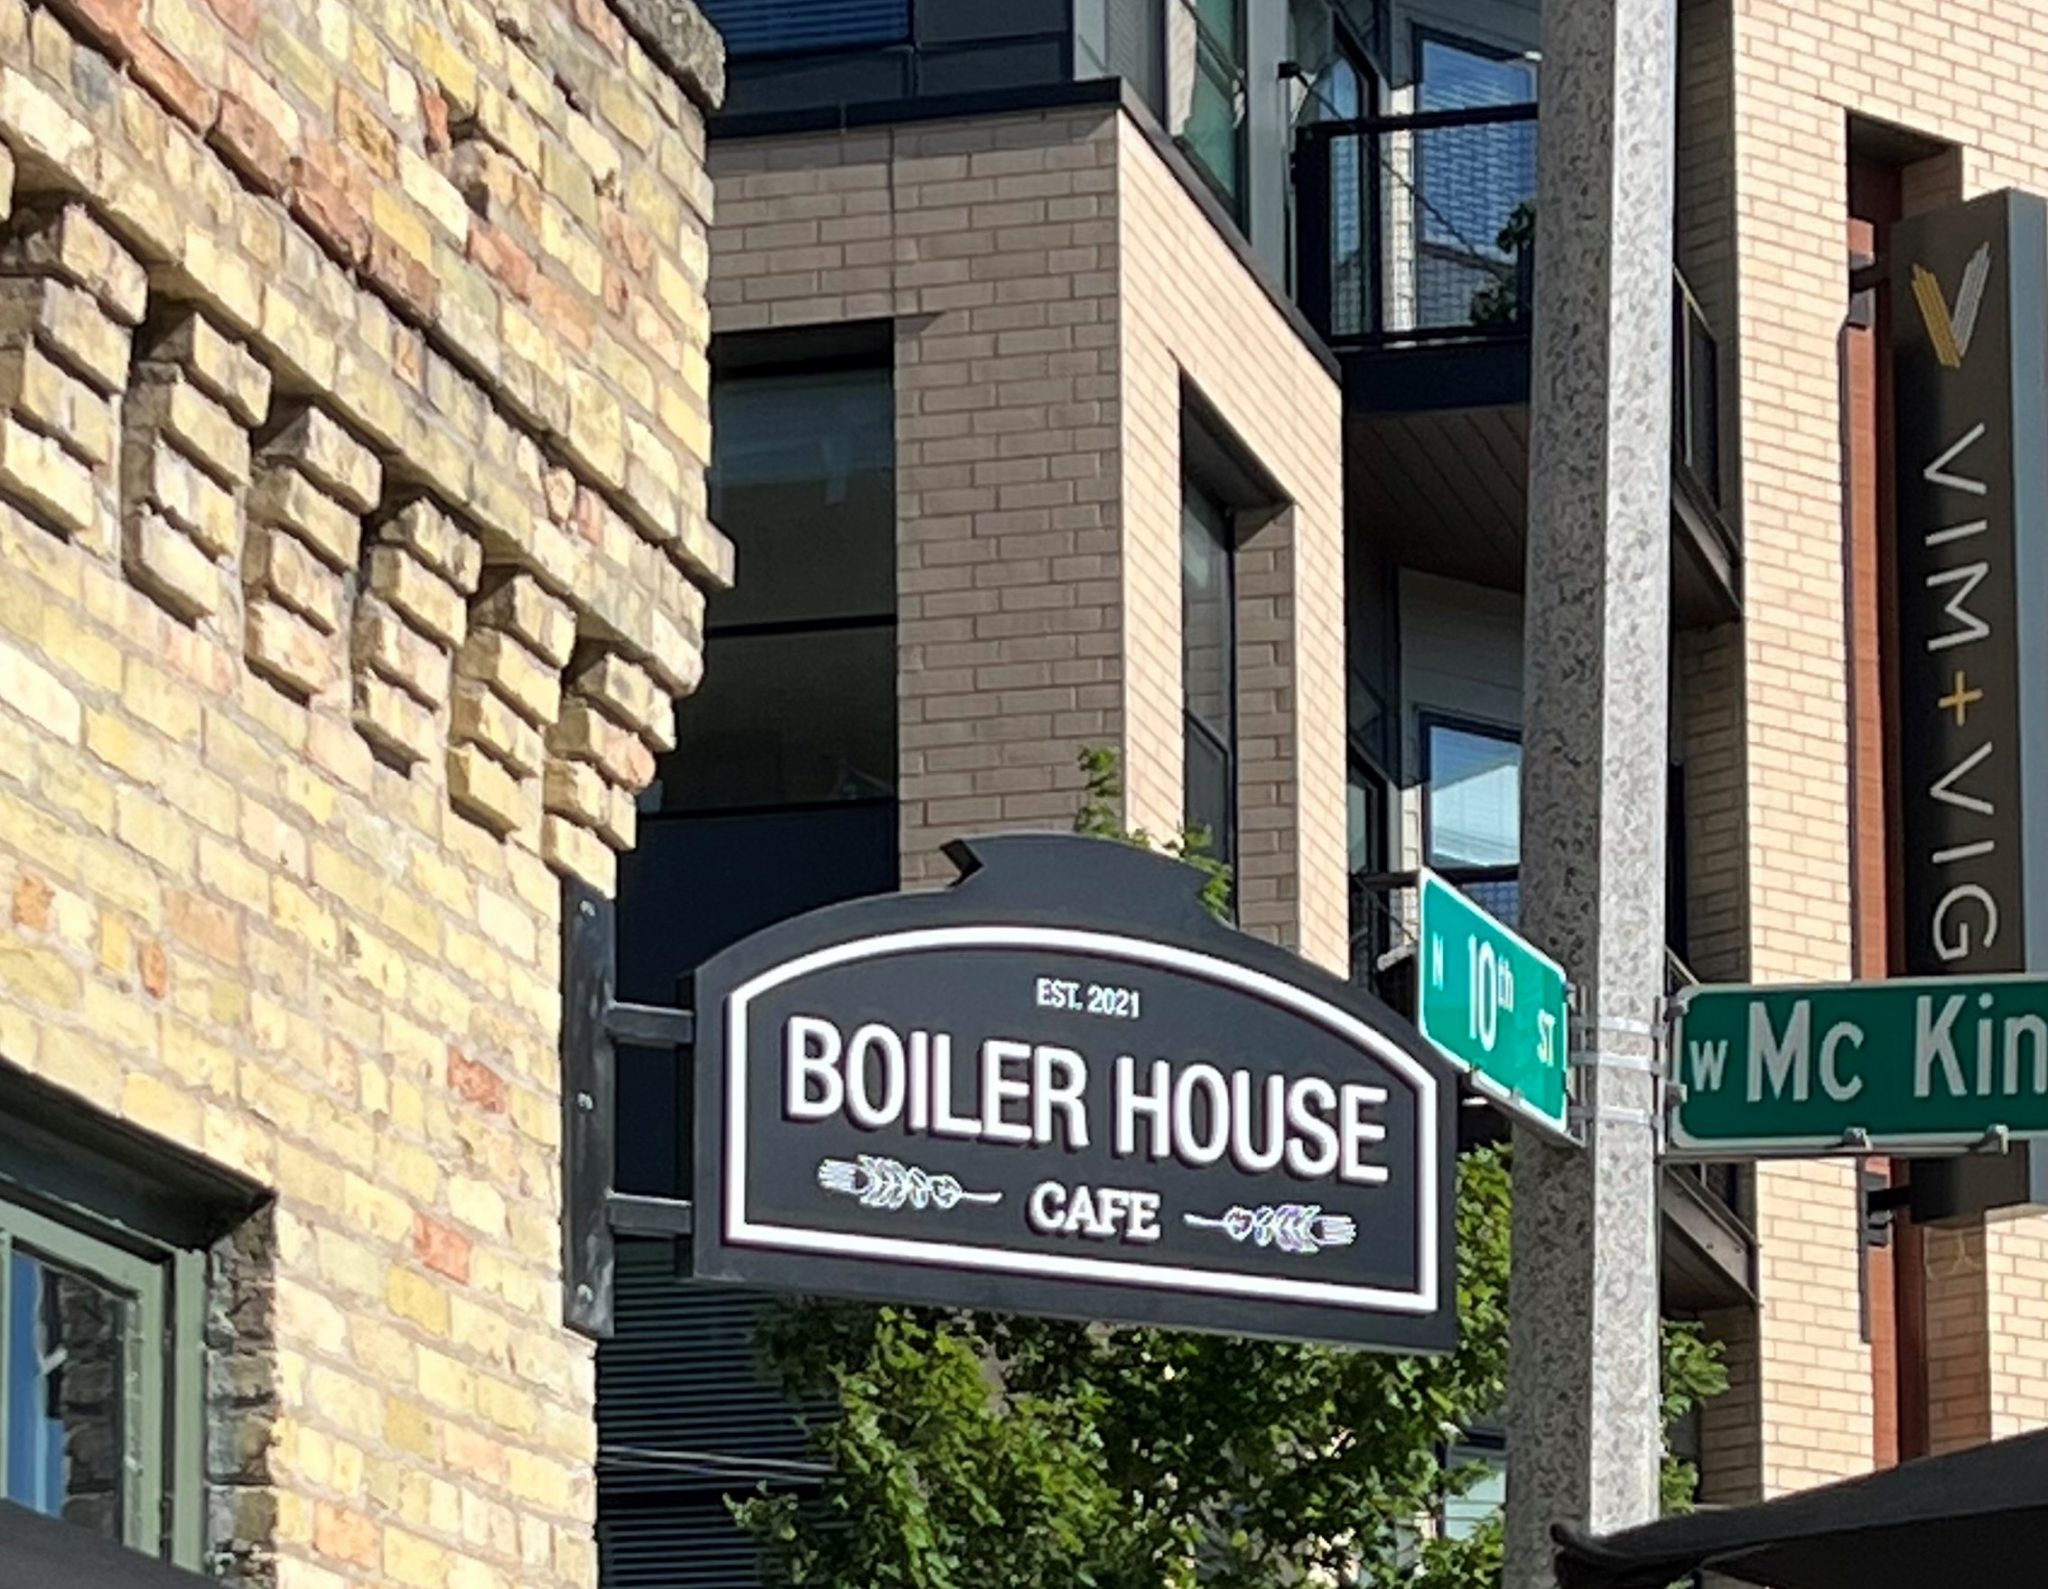 EST. 2021
BOILER HOUSE
CAFE
N 10th ST
W Mc Kin
VIM+VIG